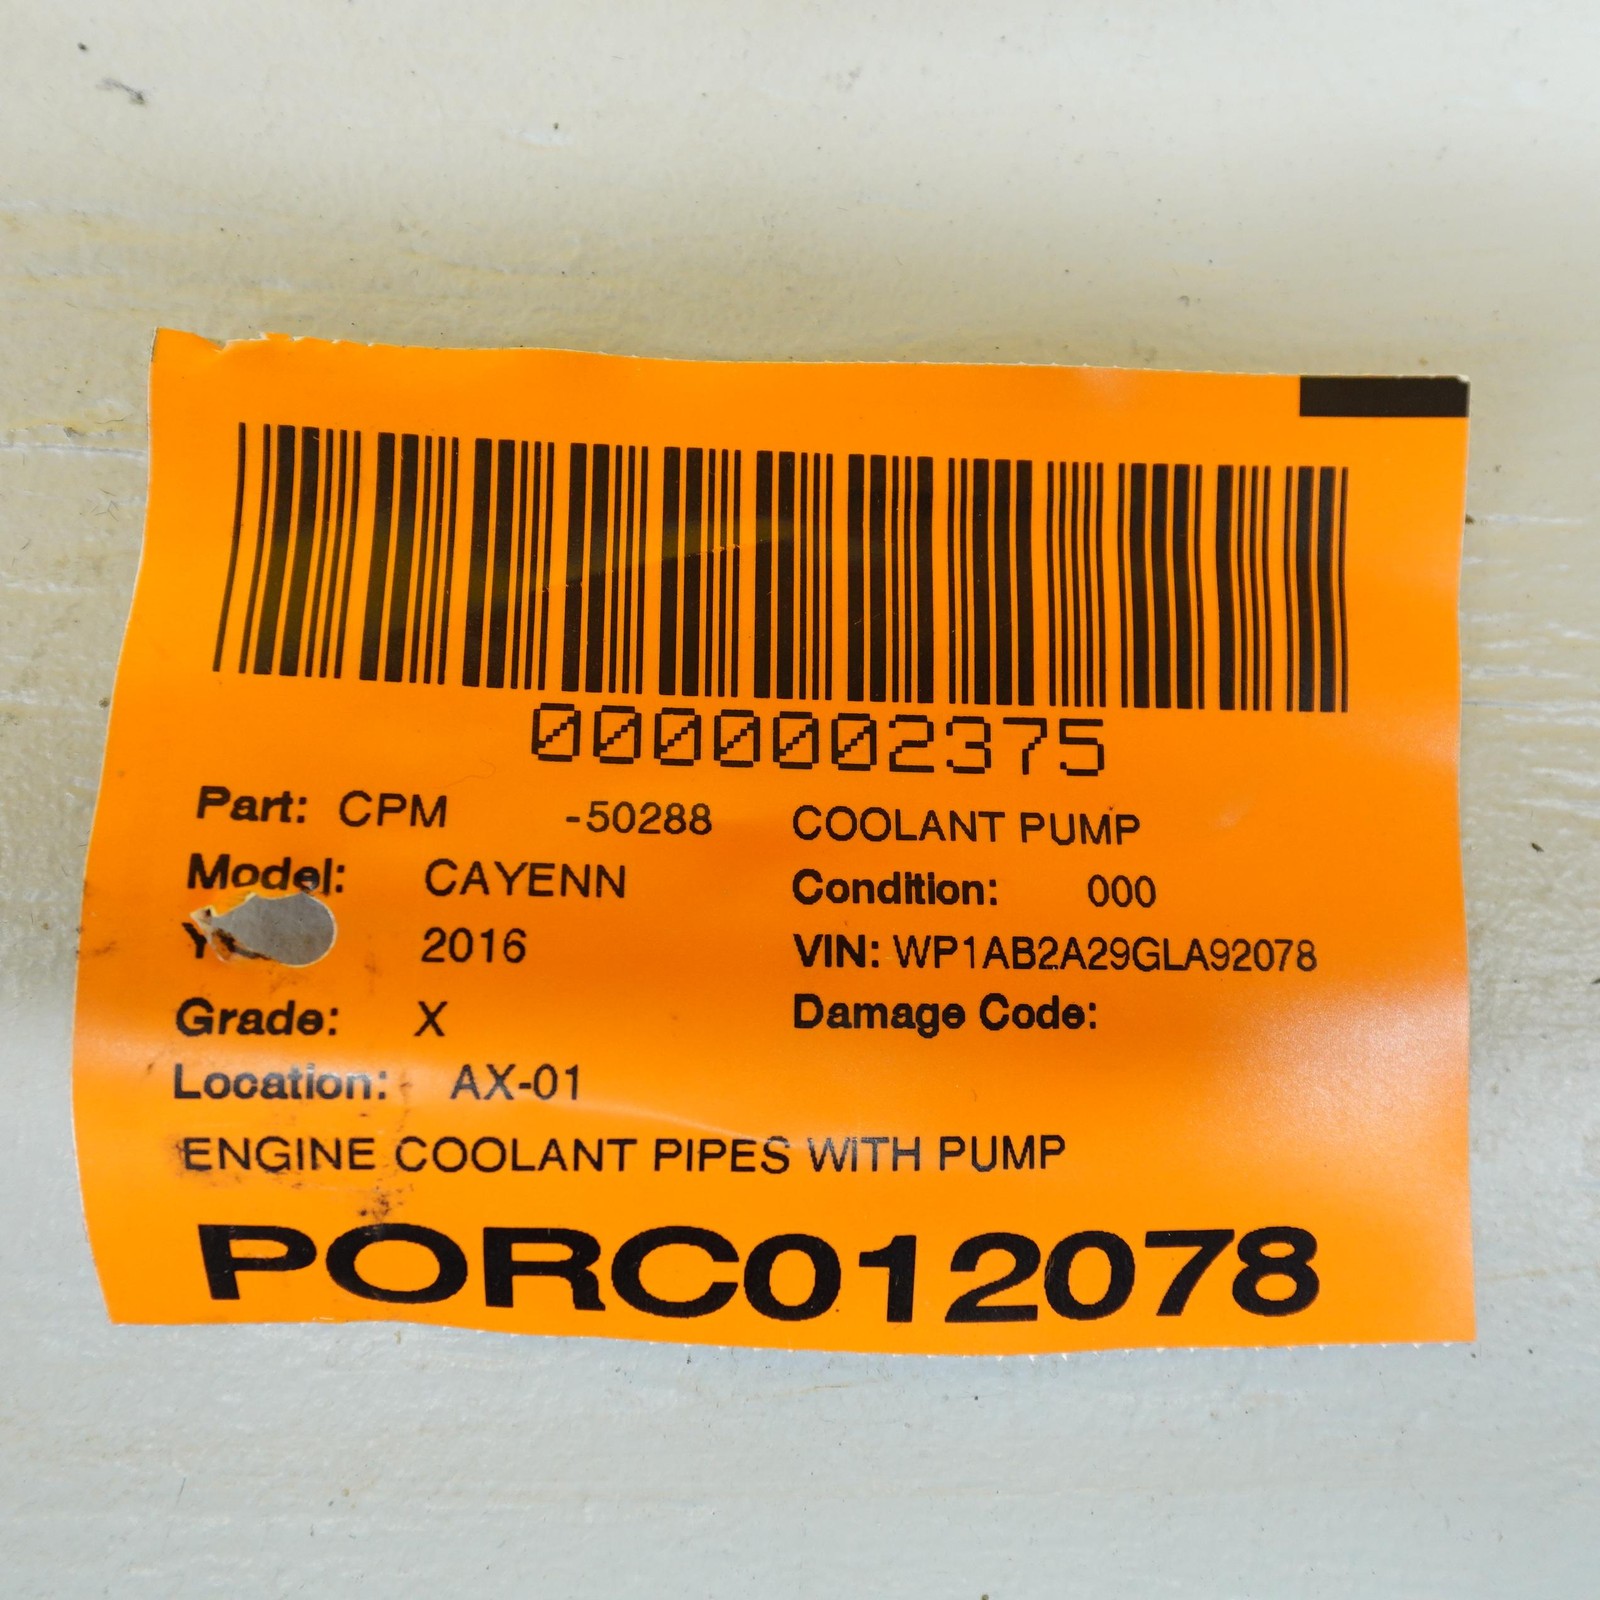 0000002375
Part: CPM -50288 COOLANT PUMP
Model: CAYENN Condition: 000
2016 VIN: WP1AB2A29GLA92078
Grade: X Damage Code:
Location: AX-01
ENGINE COOLANT PIPES WITH PUMP
PORC012078